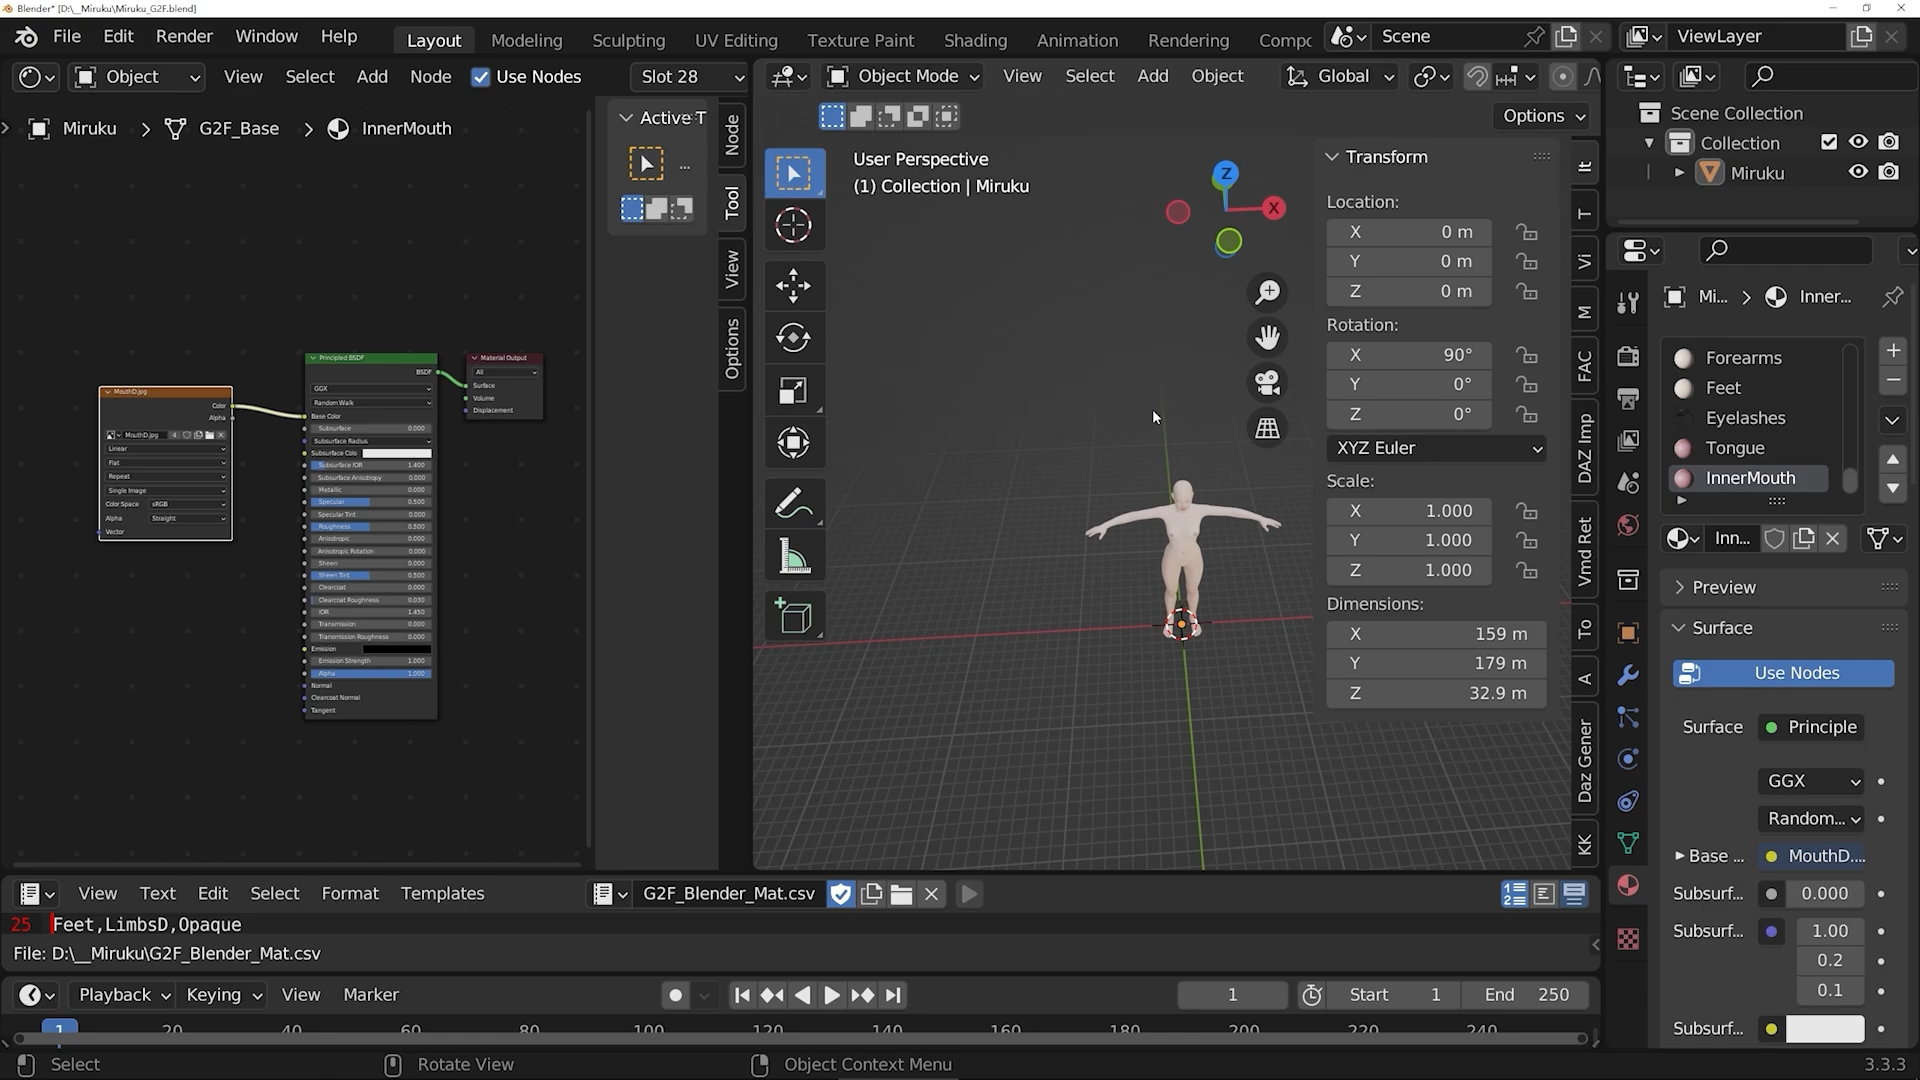 Blender* [D:\__Miruku\Miruku_G2F.blend]
File Edit Render Window Help
Layout Modeling Sculpting UV Editing Texture Paint Shading Animation Rendering Compc
Scene
ViewLayer
Object View Select Add Node Use Nodes Slot 28
Object Mode View Select Add Object Global
Options
Miruku > G2F_Base > InnerMouth
Active T
...
Node
Tool
View
Options
MouthD.jpg
Color
Alpha
MouthD.jpg 4
Linear
Flat
Repeat
Single Image
Color Space sRGB
Alpha Straight
Vector
Principled BSDF
BSDF
GGX
Random Walk
Base Color
Subsurface 0.000
Subsurface Radius
Subsurface Colo
Subsurface IOR 1.400
Subsurface Anisotropy 0.000
Metallic 0.000
Specular 0.500
Specular Tint 0.000
Roughness 0.500
Anisotropic 0.000
Anisotropic Rotation 0.000
Sheen 0.000
Sheen Tint 0.500
Clearcoat 0.000
Clearcoat Roughness 0.030
IOR 1.450
Transmission 0.000
Transmission Roughness 0.000
Emission
Emission Strength 1.000
Alpha 1.000
Normal
Clearcoat Normal
Tangent
Material Output
All
Surface
Volume
Displacement
User Perspective
(1) Collection | Miruku
Z
X
Transform
Location:
X 0 m
Y 0 m
Z 0 m
Rotation:
X 90°
Y 0°
Z 0°
XYZ Euler
Scale:
X 1.000
Y 1.000
Z 1.000
Dimensions:
X 159 m
Y 179 m
Z 32.9 m
It
T
Vi
M
FAC
DAZ Imp
Vmd Ret
To
A
Daz Gener
KK
Scene Collection
Collection
Miruku
Mi... > Inner...
Forearms
Feet
Eyelashes
Tongue
InnerMouth
Inn...
Preview
Surface
Use Nodes
Surface Principle
GGX
Random...
Base ... MouthD....
Subsurf... 0.000
Subsurf... 1.00
0.2
0.1
Subsurf...
View Text Edit Select Format Templates G2F_Blender_Mat.csv
25 Feet,LimbsD,Opaque
File: D:\__Miruku\G2F_Blender_Mat.csv
Playback Keying View Marker 1 Start 1 End 250
1 20 40 60 80 100 120 140 160 180 200 220 240
Select Rotate View Object Context Menu 3.3.3